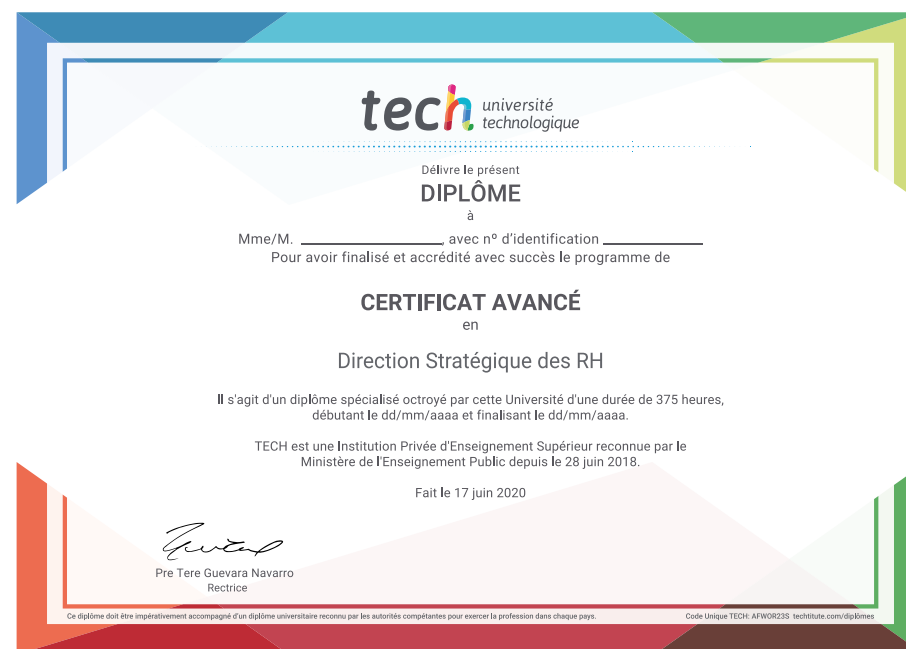 tech université
technologique
Délivre le présent
DIPLÔME
à
Mme/M. ____________________, avec nº d'identification ______________
Pour avoir finalisé et accrédité avec succès le programme de
CERTIFICAT AVANCÉ
en
Direction Stratégique des RH
Il s'agit d'un diplôme spécialisé octroyé par cette Université d'une durée de 375 heures,
débutant le dd/mm/aaaa et finalisant le dd/mm/aaaa.
TECH est une Institution Privée d'Enseignement Supérieur reconnue par le
Ministère de l'Enseignement Public depuis le 28 juin 2018.
Fait le 17 juin 2020
Pre Tere Guevara Navarro
Rectrice
Ce diplôme doit être impérativement accompagné d'un diplôme universitaire reconnu par les autorités compétentes pour exercer la profession dans chaque pays.
Code Unique TECH: AFWOR23S techtitute.com/diplômes